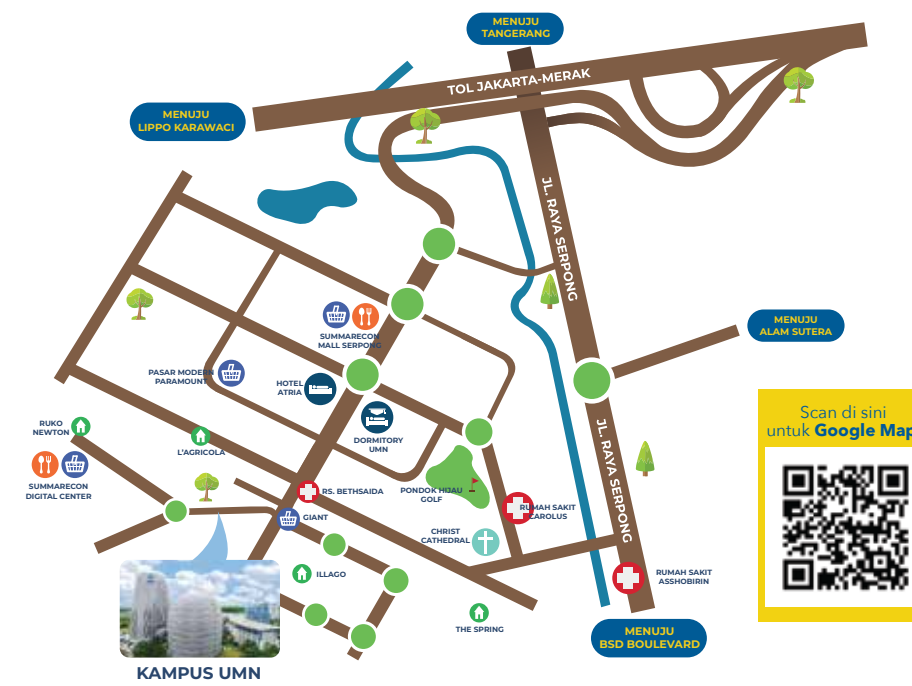 MENUJU
TANGERANG
TOL JAKARTA-MERAK
MENUJU
LIPPO KARAWACI
JL. RAYA SERPONG
MENUJU
ALAM SUTERA
SUMMARECON
MALL SERPONG
PASAR MODERN
PARAMOUNT
HOTEL
ATRIA
DORMITORY
UMN
Scan di sini
untuk Google Map
RUKO
NEWTON
L'AGRICOLA
JL. RAYA SERPONG
SUMMARECON
DIGITAL CENTER
RS. BETHSAIDA
PONDOK HIJAU
GOLF
RUMAH SAKIT
CAROLUS
GIANT
CHRIST
CATHEDRAL
ILLAGO
RUMAH SAKIT
ASSHOBIRIN
THE SPRING
MENUJU
BSD BOULEVARD
KAMPUS UMN